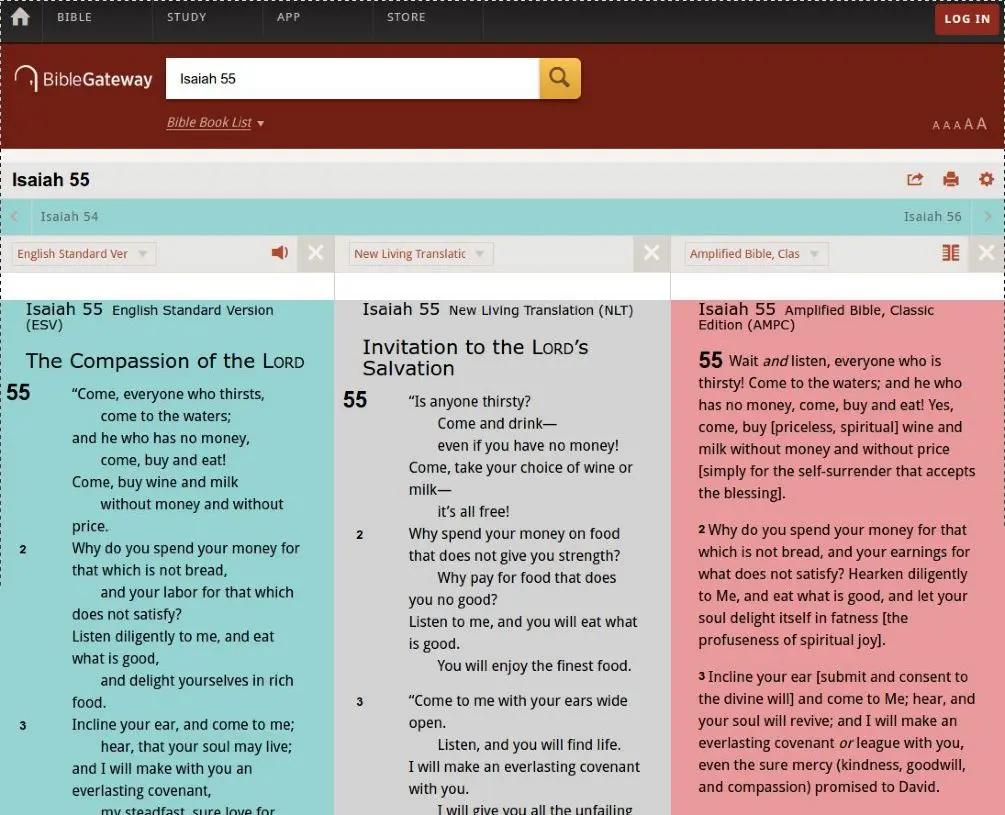 BIBLE STUDY APP STORE LOG IN
BibleGateway Isaiah 55
Bible Book List
A A A A A
Isaiah 55
Isaiah 54 Isaiah 56
English Standard Ver New Living Translatic Amplified Bible, Clas
Isaiah 55 English Standard Version
(ESV)
The Compassion of the LORD
55 “Come, everyone who thirsts,
come to the waters;
and he who has no money,
come, buy and eat!
Come, buy wine and milk
without money and without
price.
2 Why do you spend your money for
that which is not bread,
and your labor for that which
does not satisfy?
Listen diligently to me, and eat
what is good,
and delight yourselves in rich
food.
3 Incline your ear, and come to me;
hear, that your soul may live;
and I will make with you an
everlasting covenant,
my steadfast, sure love for
Isaiah 55 New Living Translation (NLT)
Invitation to the LORD’s
Salvation
55 “Is anyone thirsty?
Come and drink—
even if you have no money!
Come, take your choice of wine or
milk—
it’s all free!
2 Why spend your money on food
that does not give you strength?
Why pay for food that does
you no good?
Listen to me, and you will eat what
is good.
You will enjoy the finest food.
3 “Come to me with your ears wide
open.
Listen, and you will find life.
I will make an everlasting covenant
with you.
I will give you all the unfailing
Isaiah 55 Amplified Bible, Classic
Edition (AMPC)
55 Wait and listen, everyone who is
thirsty! Come to the waters; and he who
has no money, come, buy and eat! Yes,
come, buy [priceless, spiritual] wine and
milk without money and without price
[simply for the self-surrender that accepts
the blessing].
2 Why do you spend your money for that
which is not bread, and your earnings for
what does not satisfy? Hearken diligently
to Me, and eat what is good, and let your
soul delight itself in fatness [the
profuseness of spiritual joy].
3 Incline your ear [submit and consent to
the divine will] and come to Me; hear, and
your soul will revive; and I will make an
everlasting covenant or league with you,
even the sure mercy (kindness, goodwill,
and compassion) promised to David.